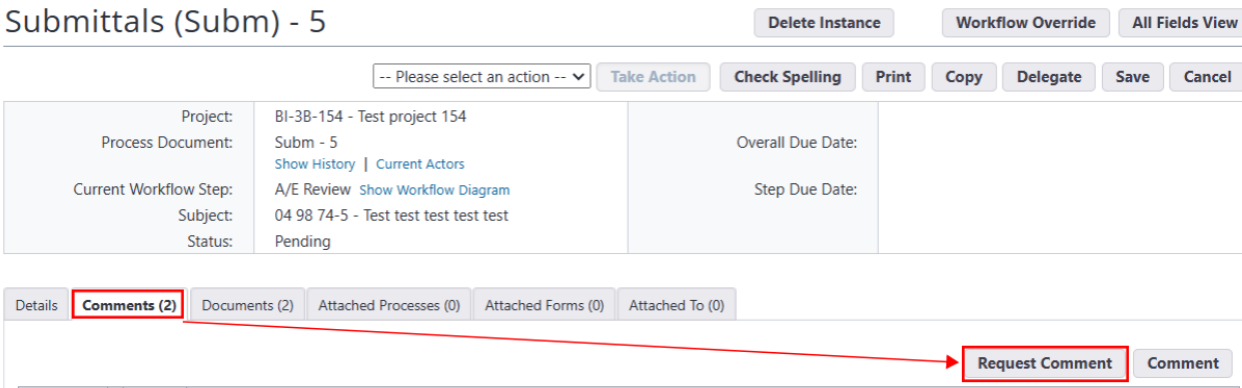 Submittals (Subm) - 5
Delete Instance Workflow Override All Fields View
-- Please select an action -- Take Action Check Spelling Print Copy Delegate Save Cancel
Project: BI-3B-154 - Test project 154
Process Document: Subm - 5 Overall Due Date:
Show History | Current Actors
Current Workflow Step: A/E Review Show Workflow Diagram Step Due Date:
Subject: 04 98 74-5 - Test test test test test
Status: Pending
Details Comments (2) Documents (2) Attached Processes (0) Attached Forms (0) Attached To (0)
Request Comment Comment